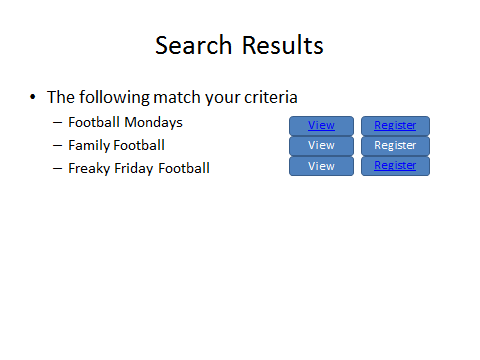 Search Results
• The following match your criteria
– Football Mondays View Register
– Family Football View Register
– Freaky Friday Football View Register